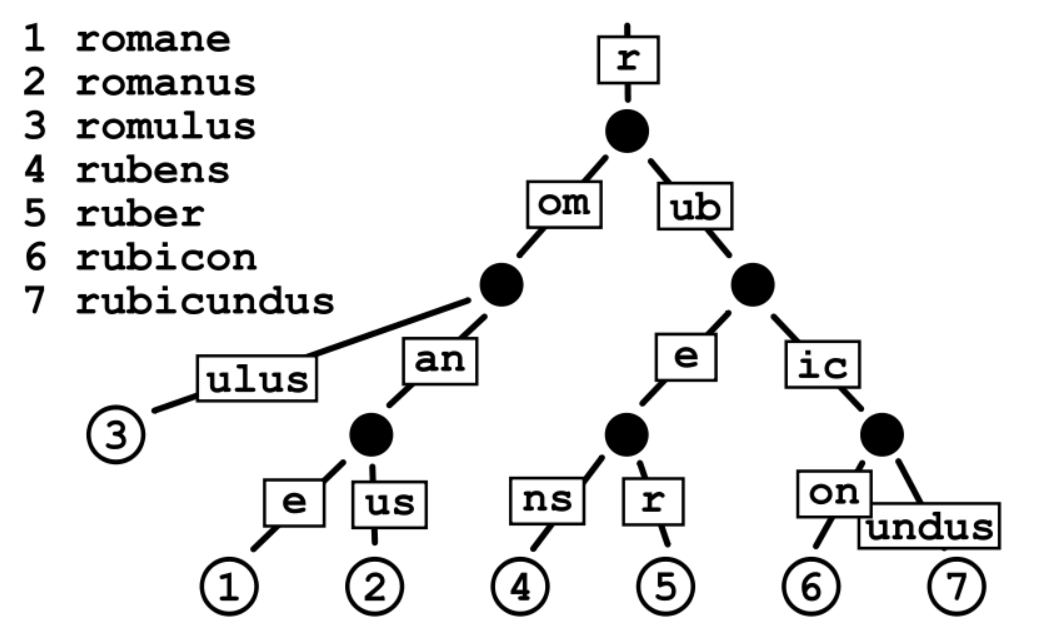 1 romane
2 romanus
3 romulus
4 rubens
5 ruber
6 rubicon
7 rubicundus
r
om ub
ulus an e ic
3
e us ns r on undus
1 2 4 5 6 7